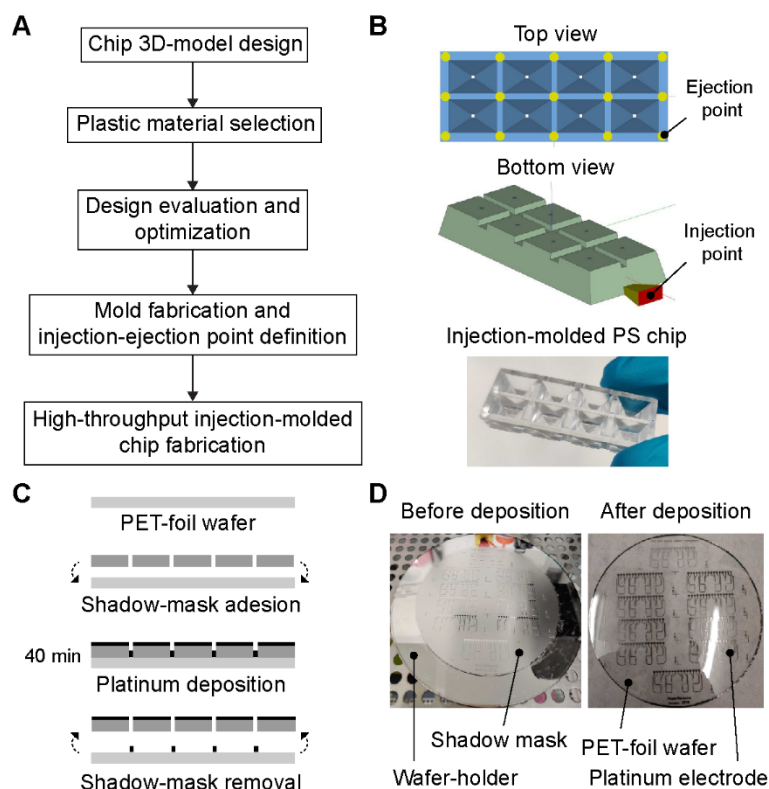 A
Chip 3D-model design
Plastic material selection
Design evaluation and
optimization
Mold fabrication and
injection-ejection point definition
High-throughput injection-molded
chip fabrication
B
Top view
Ejection
point
Bottom view
Injection
point
Injection-molded PS chip
C
PET-foil wafer
Shadow-mask adesion
40 min
Platinum deposition
Shadow-mask removal
D
Before deposition
After deposition
Shadow mask
Wafer-holder
PET-foil wafer
Platinum electrode